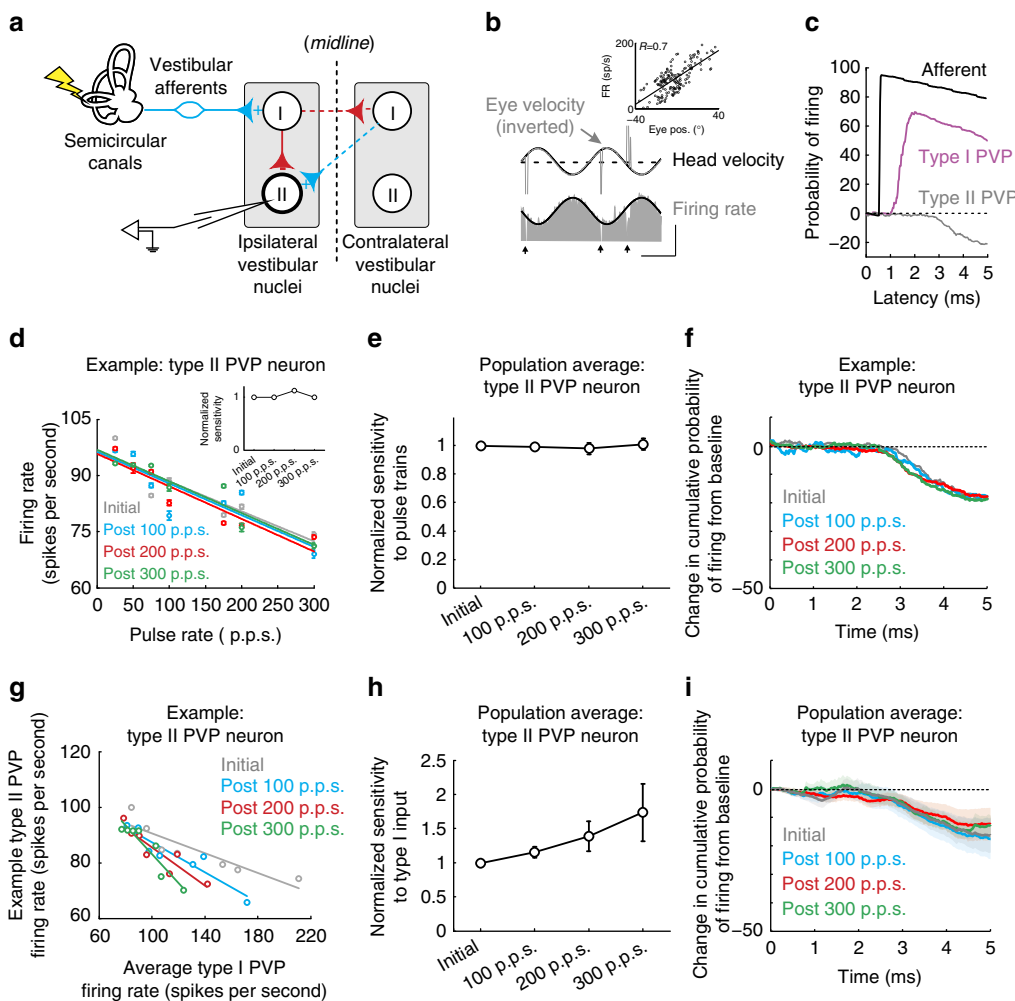 a
(midline)
Vestibular
afferents
Semicircular
canals
+
I
I
+
II
II
Ipsilateral
vestibular
nuclei
Contralateral
vestibular
nuclei
b
200
R=0.7
FR (sp/s)
0
−40
40
Eye pos. (°)
Eye velocity
(inverted)
Head velocity
Firing rate
c
Probability of firing
100
80
60
40
20
0
−20
Afferent
Type I PVP
Type II PVP
0 1 2 3 4 5
Latency (ms)
d
Example: type II PVP neuron
Firing rate
(spikes per second)
105
90
75
60
Initial
Post 100 p.p.s.
Post 200 p.p.s.
Post 300 p.p.s.
0 50 100 150 200 250 300
Pulse rate ( p.p.s.)
Normalized
sensitivity
1
0
Initial
100 p.p.s.
200 p.p.s.
300 p.p.s.
e
Population average:
type II PVP neuron
Normalized sensitivity
to pulse trains
1
0.8
0.6
0.4
0.2
0
Initial
100 p.p.s.
200 p.p.s.
300 p.p.s.
f
Example:
type II PVP neuron
Change in cumulative probability
of firing from baseline
0
−50
Initial
Post 100 p.p.s.
Post 200 p.p.s.
Post 300 p.p.s.
0 1 2 3 4 5
Time (ms)
g
Example:
type II PVP neuron
Example type II PVP
firing rate (spikes per second)
120
100
80
60
Initial
Post 100 p.p.s.
Post 200 p.p.s.
Post 300 p.p.s.
60 100 140 180 220
Average type I PVP
firing rate (spikes per second)
h
Population average:
type II PVP neuron
Normalized sensitivity
to type I input
2.5
2
1.5
1
0.5
0
Initial
100 p.p.s.
200 p.p.s.
300 p.p.s.
i
Population average:
type II PVP neuron
Change in cumulative probability
of firing from baseline
0
−50
Initial
Post 100 p.p.s.
Post 200 p.p.s.
Post 300 p.p.s.
0 1 2 3 4 5
Time (ms)